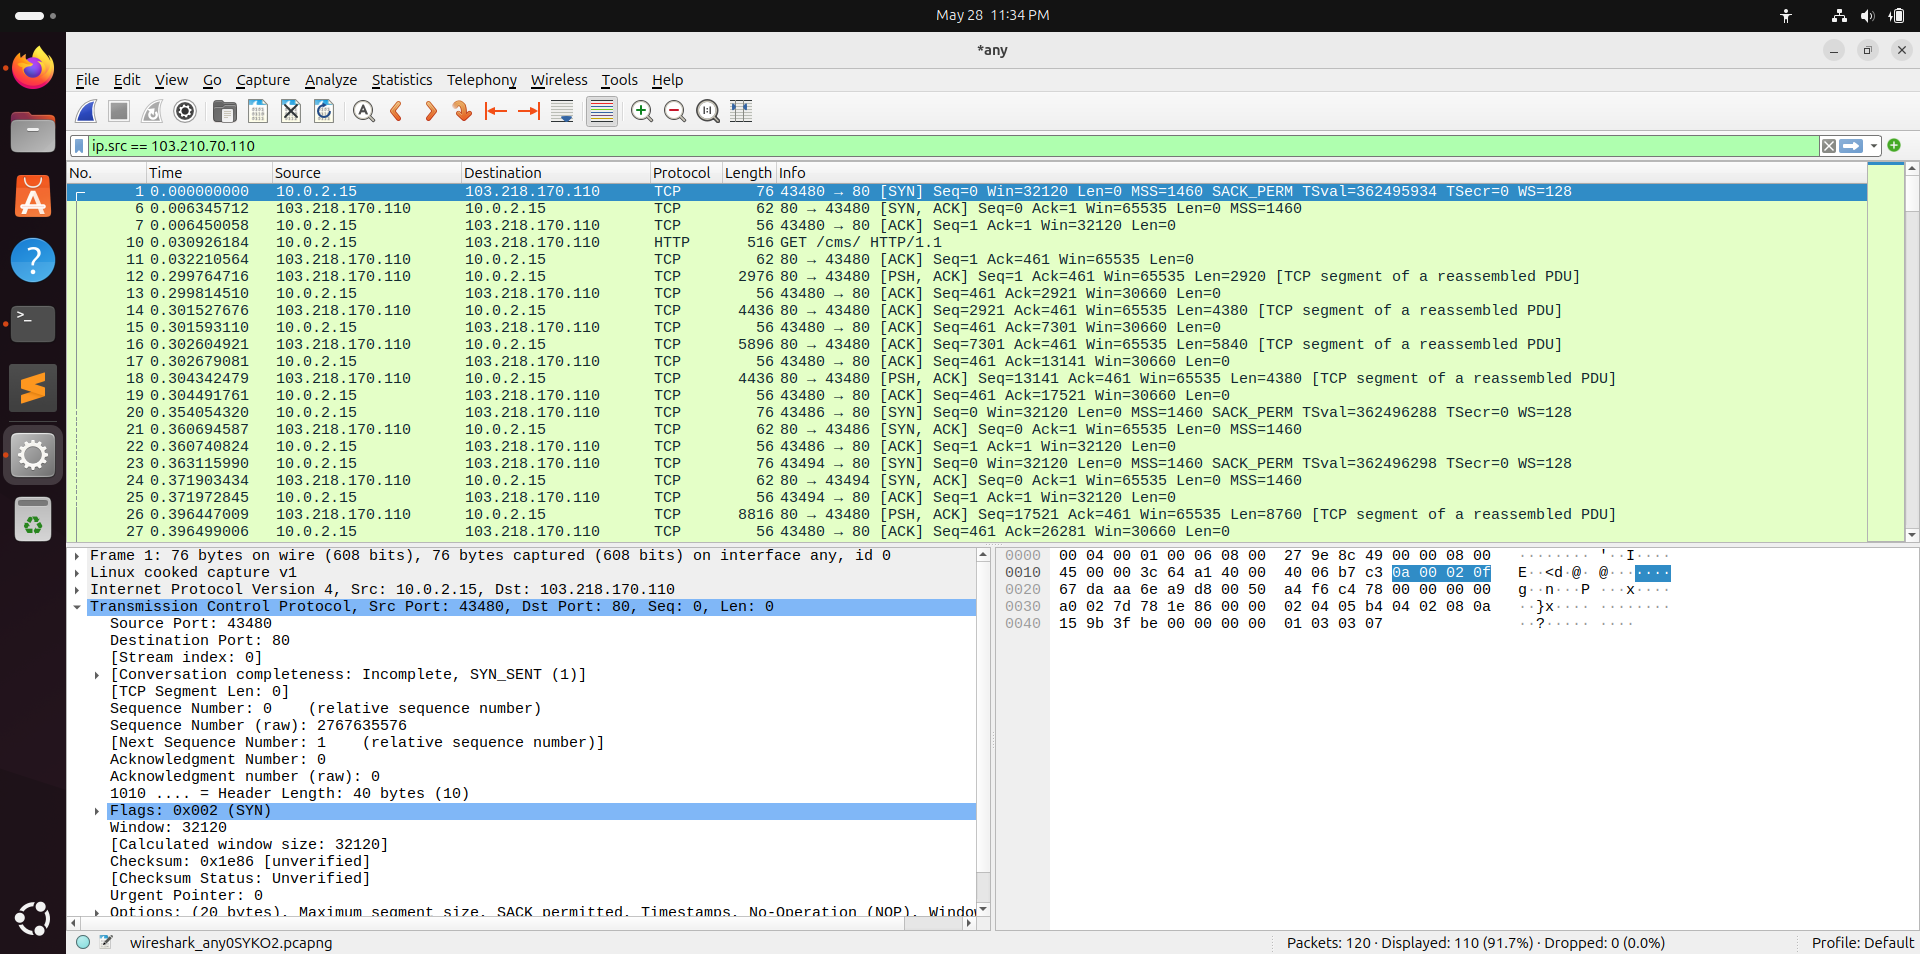 May 28 11:34 PM
*any
File Edit View Go Capture Analyze Statistics Telephony Wireless Tools Help
ip.src == 103.210.70.110
No. Time Source Destination Protocol Length Info
1 0.000000000 10.0.2.15 103.218.170.110 TCP 76 43480 → 80 [SYN] Seq=0 Win=32120 Len=0 MSS=1460 SACK_PERM TSval=362495934 TSecr=0 WS=128
6 0.006345712 103.218.170.110 10.0.2.15 TCP 62 80 → 43480 [SYN, ACK] Seq=0 Ack=1 Win=65535 Len=0 MSS=1460
7 0.006450058 10.0.2.15 103.218.170.110 TCP 56 43480 → 80 [ACK] Seq=1 Ack=1 Win=32120 Len=0
10 0.030926184 10.0.2.15 103.218.170.110 HTTP 516 GET /cms/ HTTP/1.1
11 0.032210564 103.218.170.110 10.0.2.15 TCP 62 80 → 43480 [ACK] Seq=1 Ack=461 Win=65535 Len=0
12 0.299764716 103.218.170.110 10.0.2.15 TCP 2976 80 → 43480 [PSH, ACK] Seq=1 Ack=461 Win=65535 Len=2920 [TCP segment of a reassembled PDU]
13 0.299814510 10.0.2.15 103.218.170.110 TCP 56 43480 → 80 [ACK] Seq=461 Ack=2921 Win=30660 Len=0
14 0.301527676 103.218.170.110 10.0.2.15 TCP 4436 80 → 43480 [ACK] Seq=2921 Ack=461 Win=65535 Len=4380 [TCP segment of a reassembled PDU]
15 0.301593110 10.0.2.15 103.218.170.110 TCP 56 43480 → 80 [ACK] Seq=461 Ack=7301 Win=30660 Len=0
16 0.302604921 103.218.170.110 10.0.2.15 TCP 5896 80 → 43480 [ACK] Seq=7301 Ack=461 Win=65535 Len=5840 [TCP segment of a reassembled PDU]
17 0.302679081 10.0.2.15 103.218.170.110 TCP 56 43480 → 80 [ACK] Seq=461 Ack=13141 Win=30660 Len=0
18 0.304342479 103.218.170.110 10.0.2.15 TCP 4436 80 → 43480 [PSH, ACK] Seq=13141 Ack=461 Win=65535 Len=4380 [TCP segment of a reassembled PDU]
19 0.304491761 10.0.2.15 103.218.170.110 TCP 56 43480 → 80 [ACK] Seq=461 Ack=17521 Win=30660 Len=0
20 0.354054320 10.0.2.15 103.218.170.110 TCP 76 43486 → 80 [SYN] Seq=0 Win=32120 Len=0 MSS=1460 SACK_PERM TSval=362496288 TSecr=0 WS=128
21 0.360694587 103.218.170.110 10.0.2.15 TCP 62 80 → 43486 [SYN, ACK] Seq=0 Ack=1 Win=65535 Len=0 MSS=1460
22 0.360740824 10.0.2.15 103.218.170.110 TCP 56 43486 → 80 [ACK] Seq=1 Ack=1 Win=32120 Len=0
23 0.363115990 10.0.2.15 103.218.170.110 TCP 76 43494 → 80 [SYN] Seq=0 Win=32120 Len=0 MSS=1460 SACK_PERM TSval=362496298 TSecr=0 WS=128
24 0.371903434 103.218.170.110 10.0.2.15 TCP 62 80 → 43494 [SYN, ACK] Seq=0 Ack=1 Win=65535 Len=0 MSS=1460
25 0.371972845 10.0.2.15 103.218.170.110 TCP 56 43494 → 80 [ACK] Seq=1 Ack=1 Win=32120 Len=0
26 0.396447009 103.218.170.110 10.0.2.15 TCP 8816 80 → 43480 [PSH, ACK] Seq=17521 Ack=461 Win=65535 Len=8760 [TCP segment of a reassembled PDU]
27 0.396499006 10.0.2.15 103.218.170.110 TCP 56 43480 → 80 [ACK] Seq=461 Ack=26281 Win=30660 Len=0
Frame 1: 76 bytes on wire (608 bits), 76 bytes captured (608 bits) on interface any, id 0
Linux cooked capture v1
Internet Protocol Version 4, Src: 10.0.2.15, Dst: 103.218.170.110
Transmission Control Protocol, Src Port: 43480, Dst Port: 80, Seq: 0, Len: 0
Source Port: 43480
Destination Port: 80
[Stream index: 0]
[Conversation completeness: Incomplete, SYN_SENT (1)]
[TCP Segment Len: 0]
Sequence Number: 0 (relative sequence number)
Sequence Number (raw): 2767635576
[Next Sequence Number: 1 (relative sequence number)]
Acknowledgment Number: 0
Acknowledgment number (raw): 0
1010 .... = Header Length: 40 bytes (10)
Flags: 0x002 (SYN)
Window: 32120
[Calculated window size: 32120]
Checksum: 0x1e86 [unverified]
[Checksum Status: Unverified]
Urgent Pointer: 0
Options: (20 bytes), Maximum segment size, SACK permitted, Timestamps, No-Operation (NOP), Window
0000 00 04 00 01 00 06 08 00 27 9e 8c 49 00 00 08 00 ········ '··I····
0010 45 00 00 3c 64 a1 40 00 40 06 b7 c3 0a 00 02 0f E··<d·@· @·······
0020 67 da aa 6e a9 d8 00 50 a4 f6 c4 78 00 00 00 00 g··n···P ···x····
0030 a0 02 7d 78 1e 86 00 00 02 04 05 b4 04 02 08 0a ··}x···· ········
0040 15 9b 3f be 00 00 00 00 01 03 03 07 ··?····· ····
wireshark_any0SYKO2.pcapng
Packets: 120 · Displayed: 110 (91.7%) · Dropped: 0 (0.0%)
Profile: Default